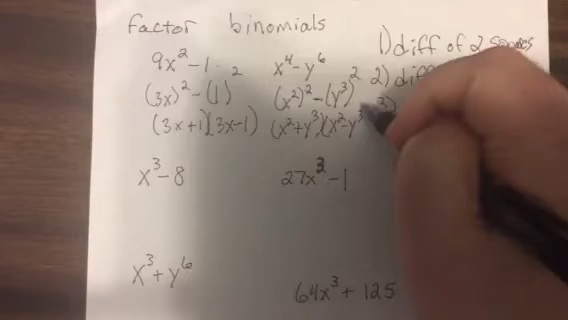 factor binomials
1) diff of 2 squares
2) diff
3)
9x² - 1
(3x)² - (1)²
(3x+1)(3x-1)
x⁴ - y⁶
(x²)² - (y³)²
(x²+y³)(x²-y³
x³ - 8
27x³ - 1
x³ + y⁶
64x³ + 125